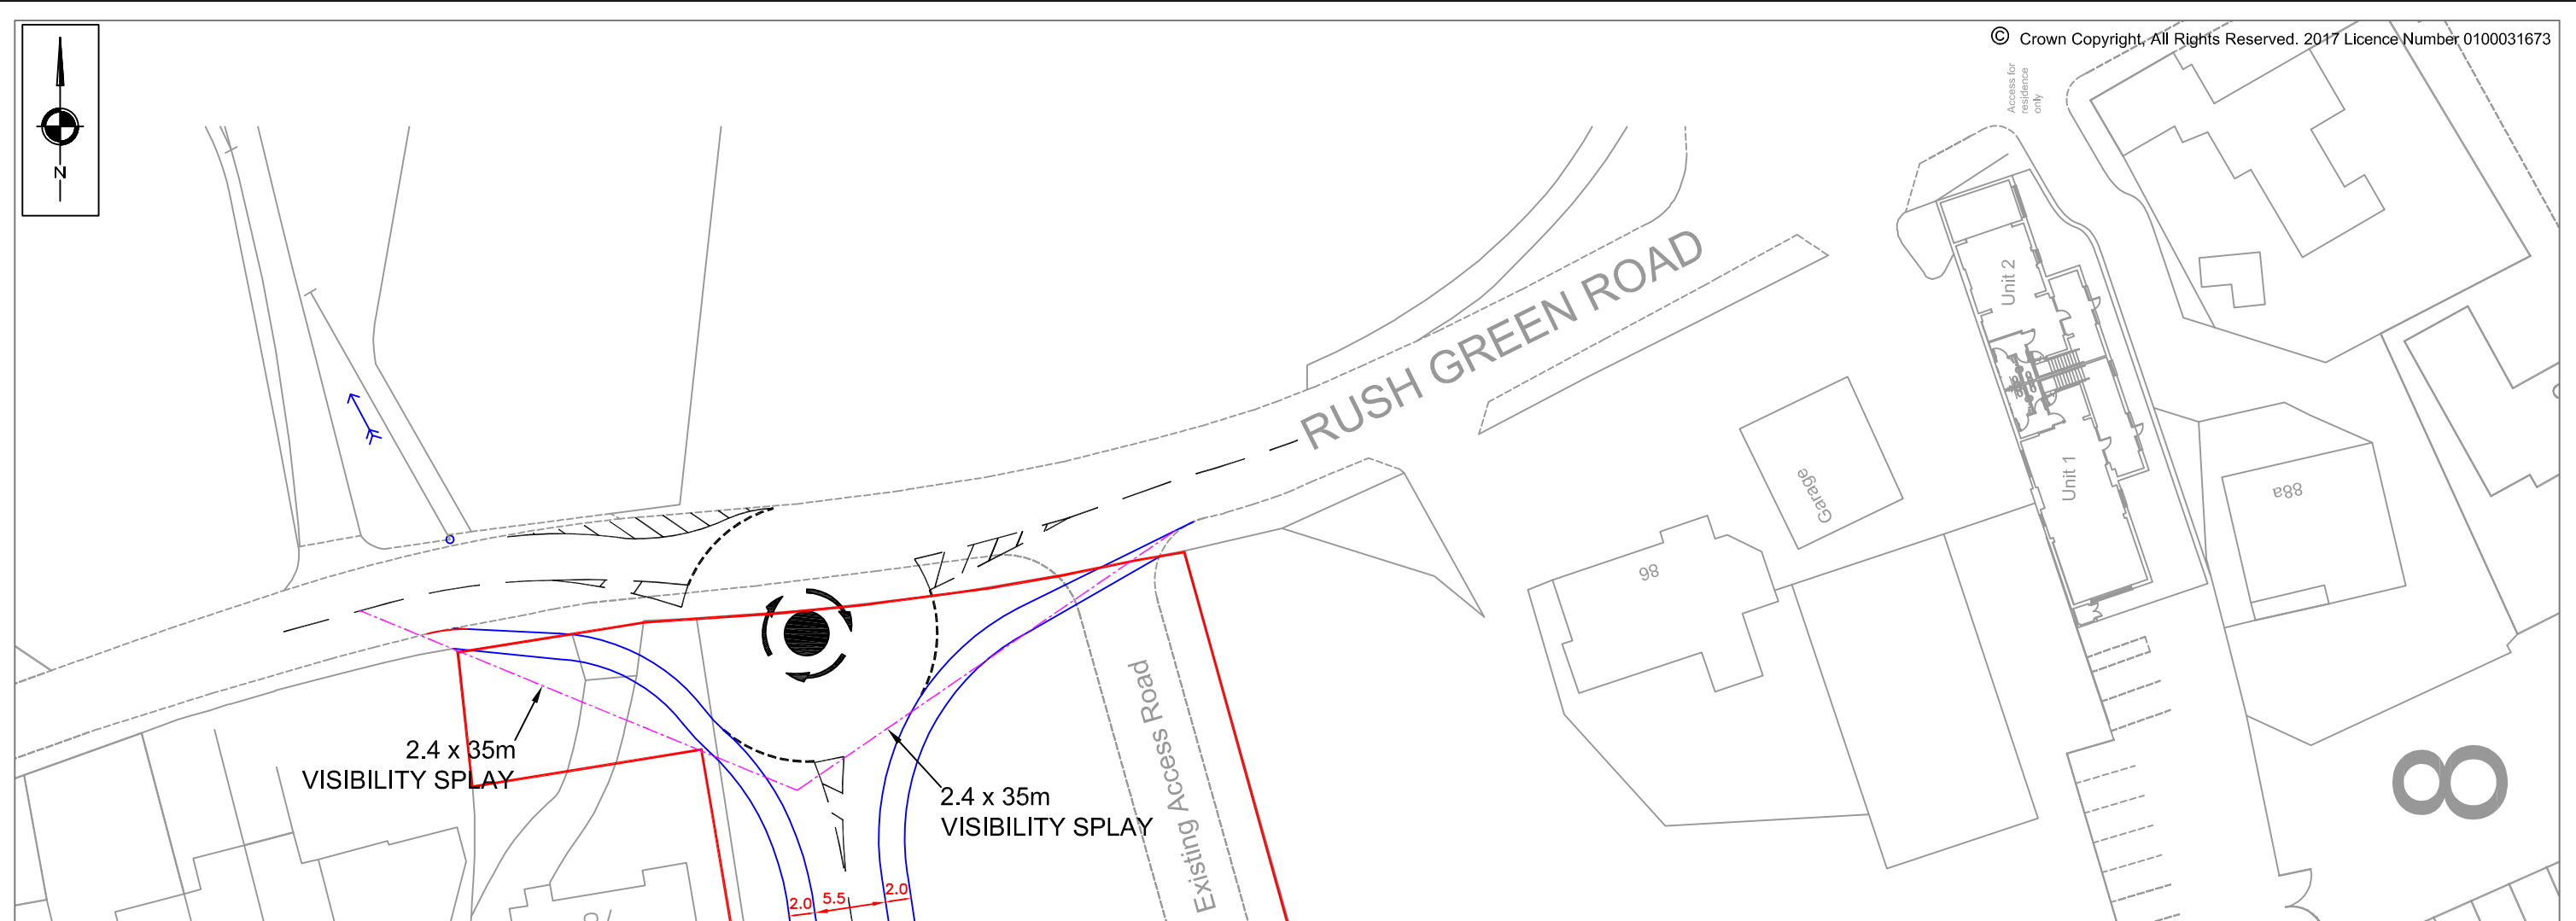 © Crown Copyright, All Rights Reserved. 2017 Licence Number 0100031673
N
Access for
residence
only
RUSH GREEN ROAD
Unit 2
Unit 1
Garage
86
88a
8
Existing Access Road
2.4 x 35m
VISIBILITY SPLAY
2.4 x 35m
VISIBILITY SPLAY
2.0
5.5
2.0